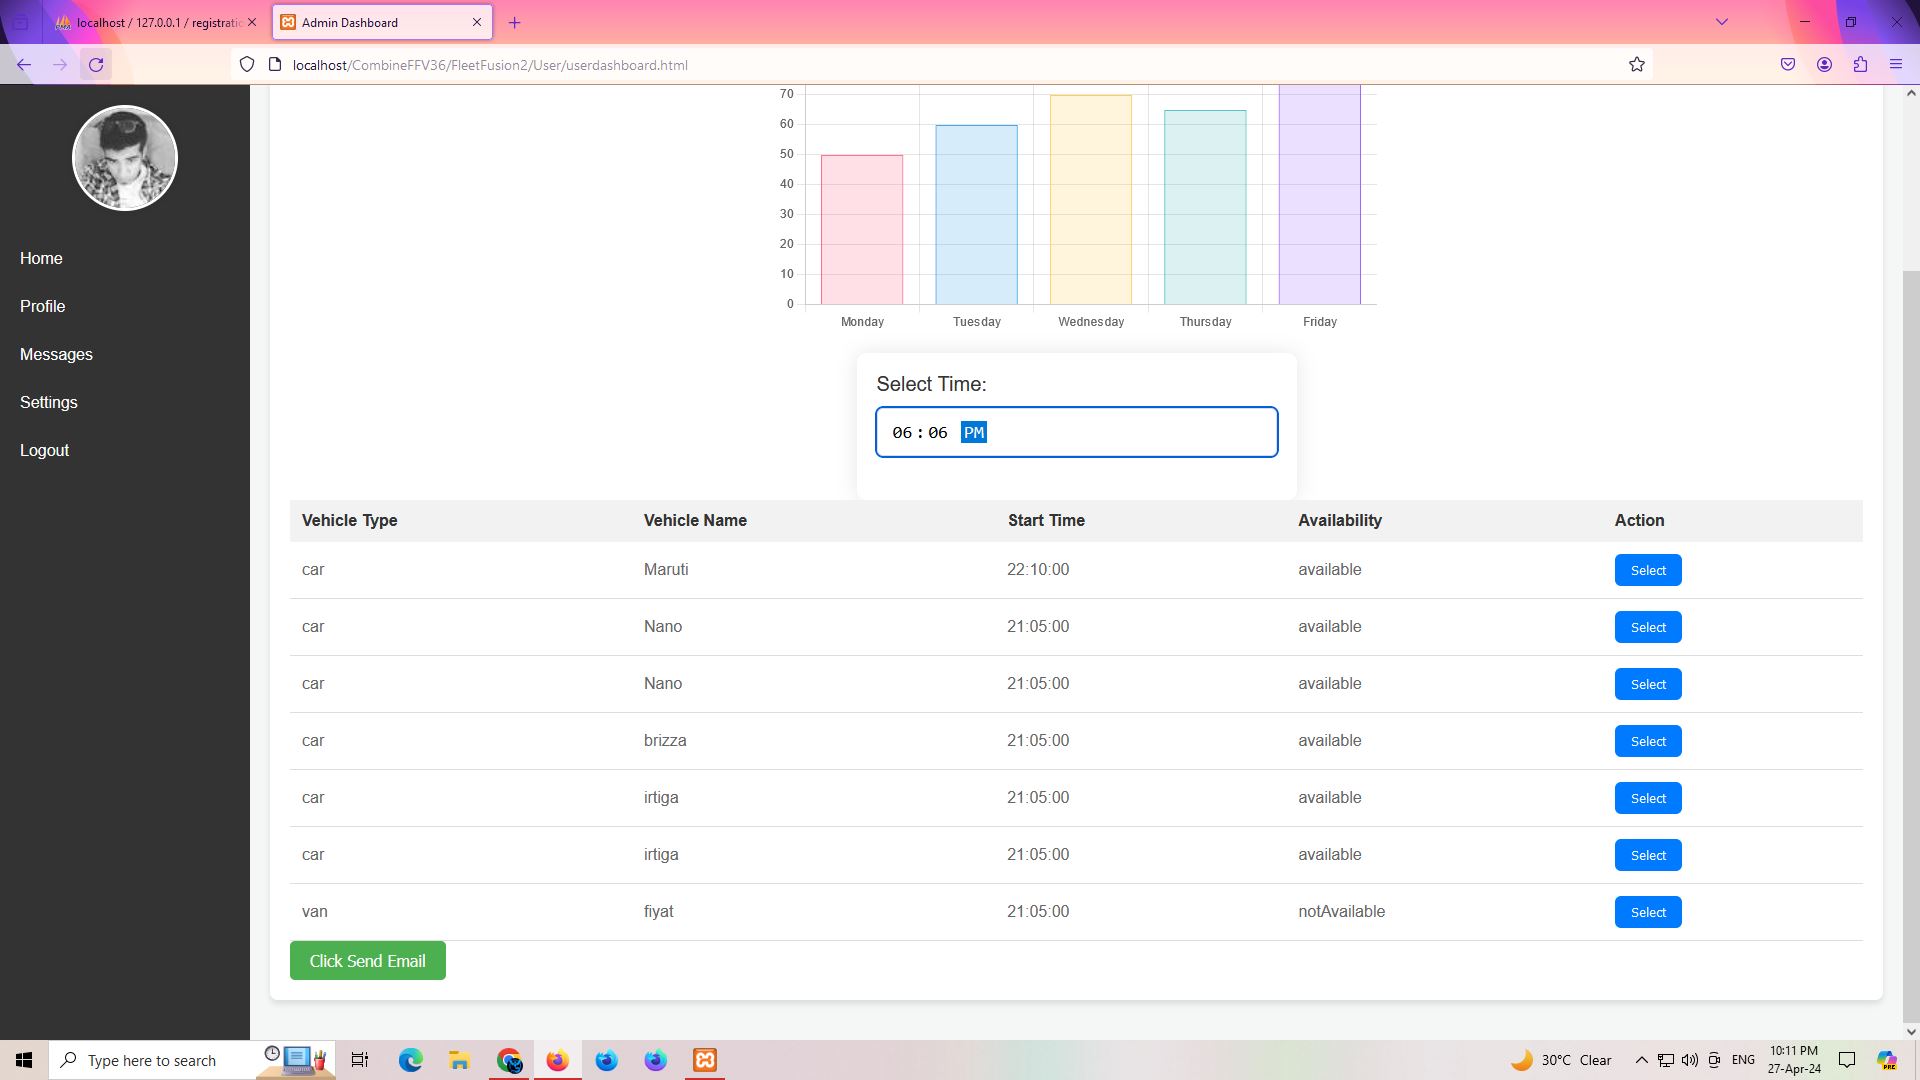 localhost / 127.0.0.1 / registratio
Admin Dashboard
localhost/CombineFFV36/FleetFusion2/User/userdashboard.html
Home
Profile
Messages
Settings
Logout
70
60
50
40
30
20
10
0
Monday Tuesday Wednesday Thursday Friday
Select Time:
06:06 PM
Vehicle Type Vehicle Name Start Time Availability Action
car Maruti 22:10:00 available Select
car Nano 21:05:00 available Select
car Nano 21:05:00 available Select
car brizza 21:05:00 available Select
car irtiga 21:05:00 available Select
car irtiga 21:05:00 available Select
van fiyat 21:05:00 notAvailable Select
Click Send Email
Type here to search
30°C Clear
ENG
10:11 PM
27-Apr-24